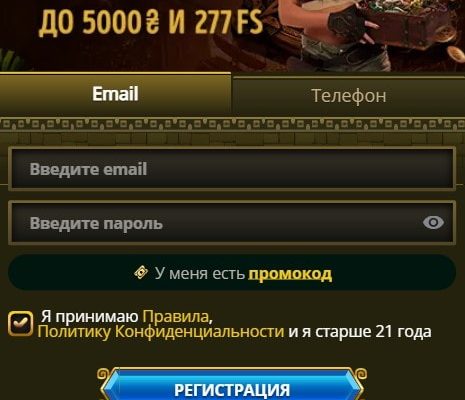 ДО 5000₴ И 277 FS
Email
Телефон
Введите email
Введите пароль
У меня есть промокод
Я принимаю Правила,
Политику Конфиденциальности и я старше 21 года
РЕГИСТРАЦИЯ